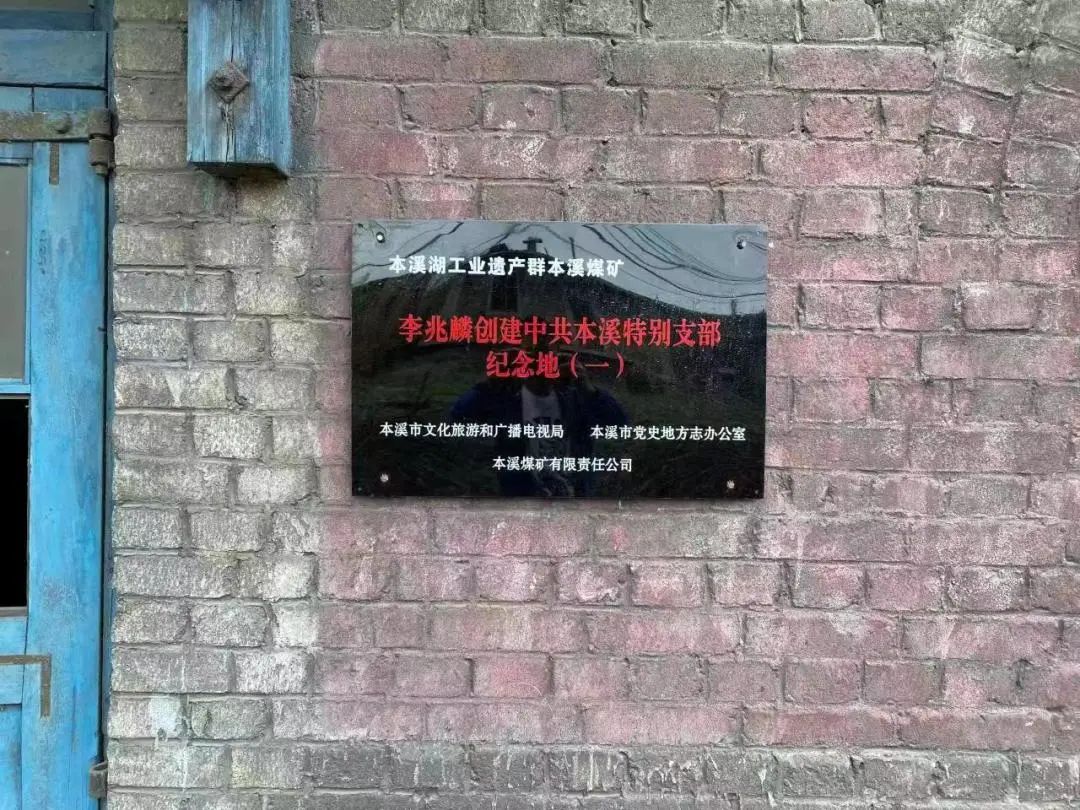 本溪湖工业遗产群本溪煤矿
李兆麟创建中共本溪特别支部
纪念地（一）
本溪市文化旅游和广播电视局 本溪市党史地方志办公室
本溪煤矿有限责任公司